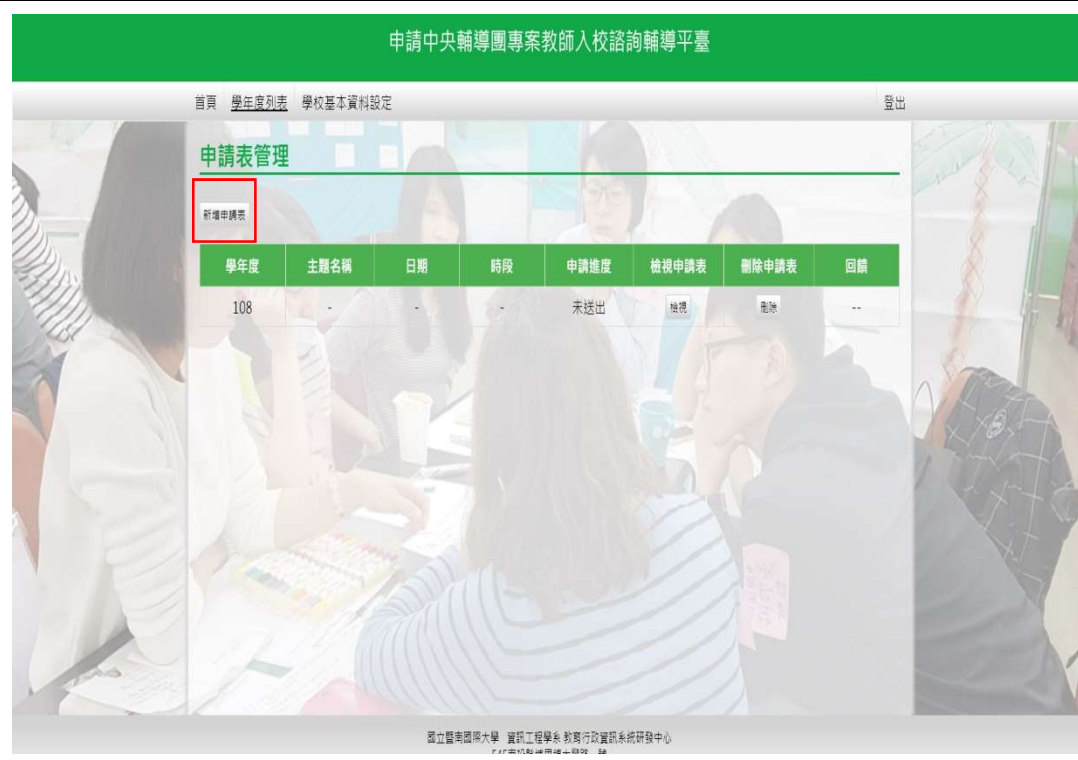 申請中央輔導團專案教師入校諮詢輔導平臺
首頁 學年度列表 學校基本資料設定 登出
申請表管理
新增申請表
學年度 主題名稱 日期 時段 申請進度 檢視申請表 刪除申請表 回饋
108 - - - 未送出 檢視 刪除 --
國立暨南國際大學 資訊工程學系 教育行政資訊系統研發中心